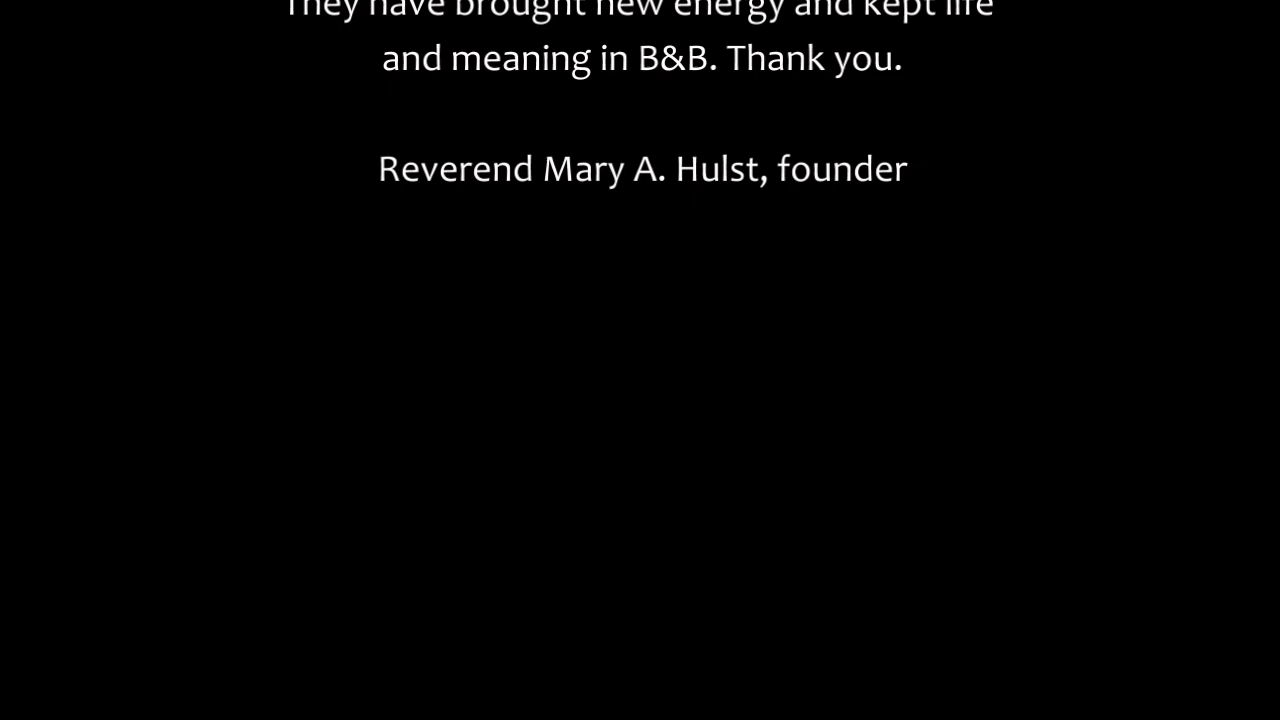 They have brought new energy and kept life
and meaning in B&B. Thank you.
Reverend Mary A. Hulst, founder